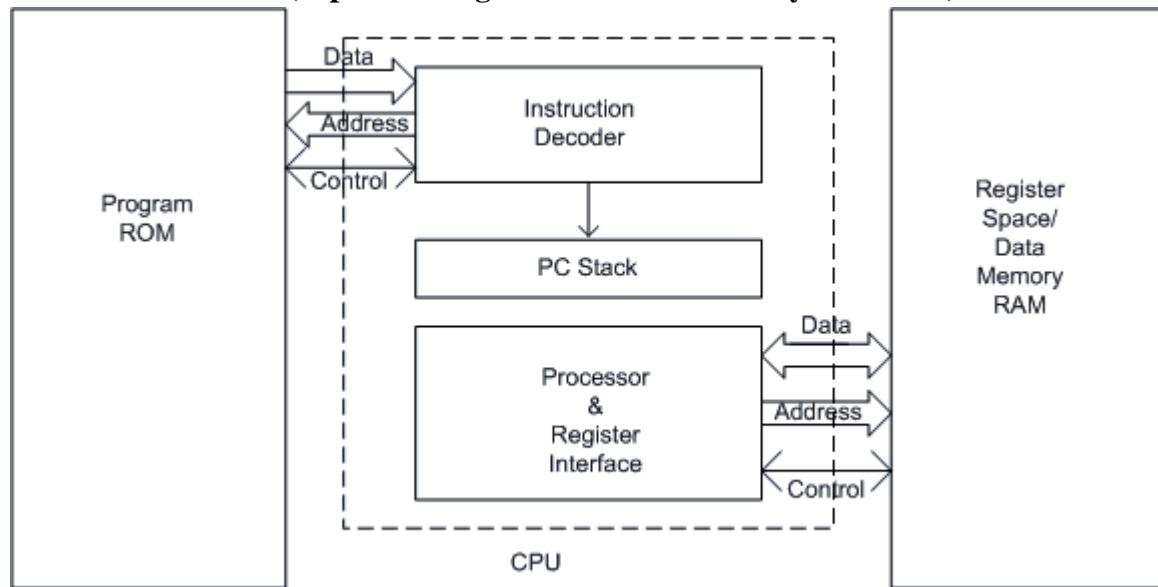 Data
Address
Control
Program
ROM
Instruction
Decoder
PC Stack
Processor
&
Register
Interface
CPU
Data
Address
Control
Register
Space/
Data
Memory
RAM